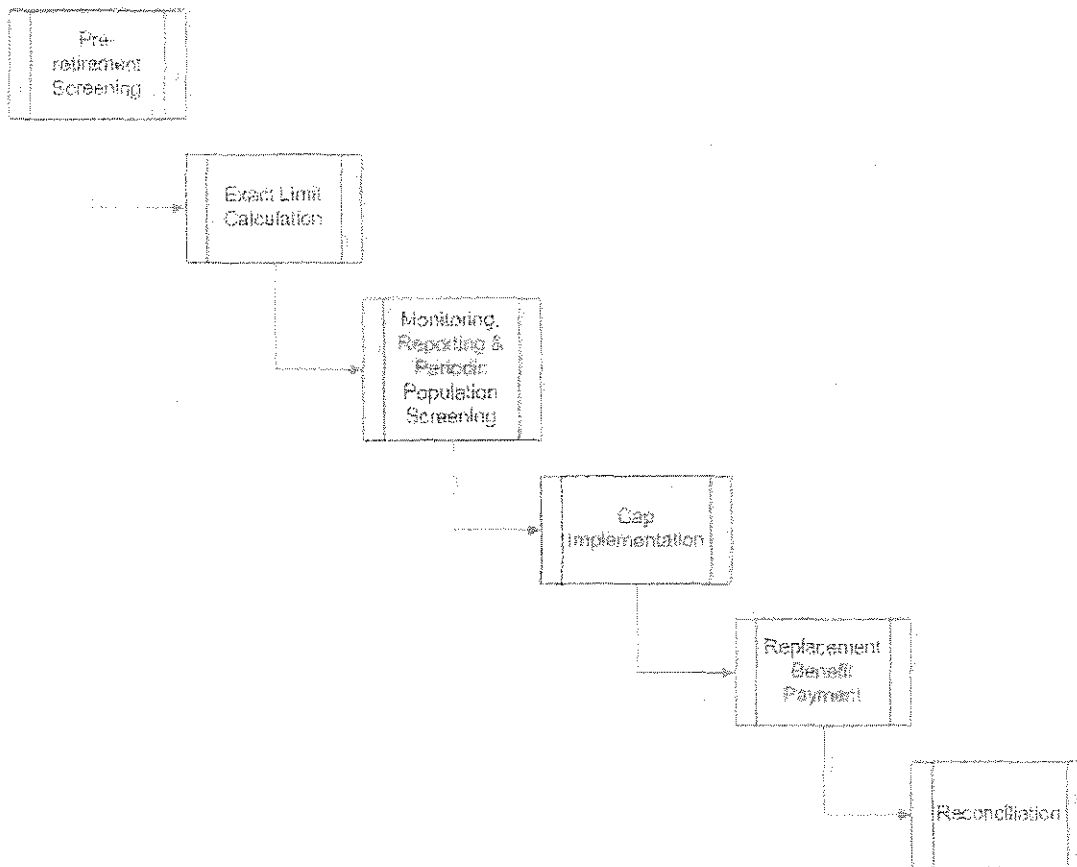 Pre-
retirement
Screening
Exact Limit
Calculation
Monitoring,
Reporting &
Periodic
Population
Screening
Cap
Implementation
Replacement
Benefit
Payment
Reconciliation